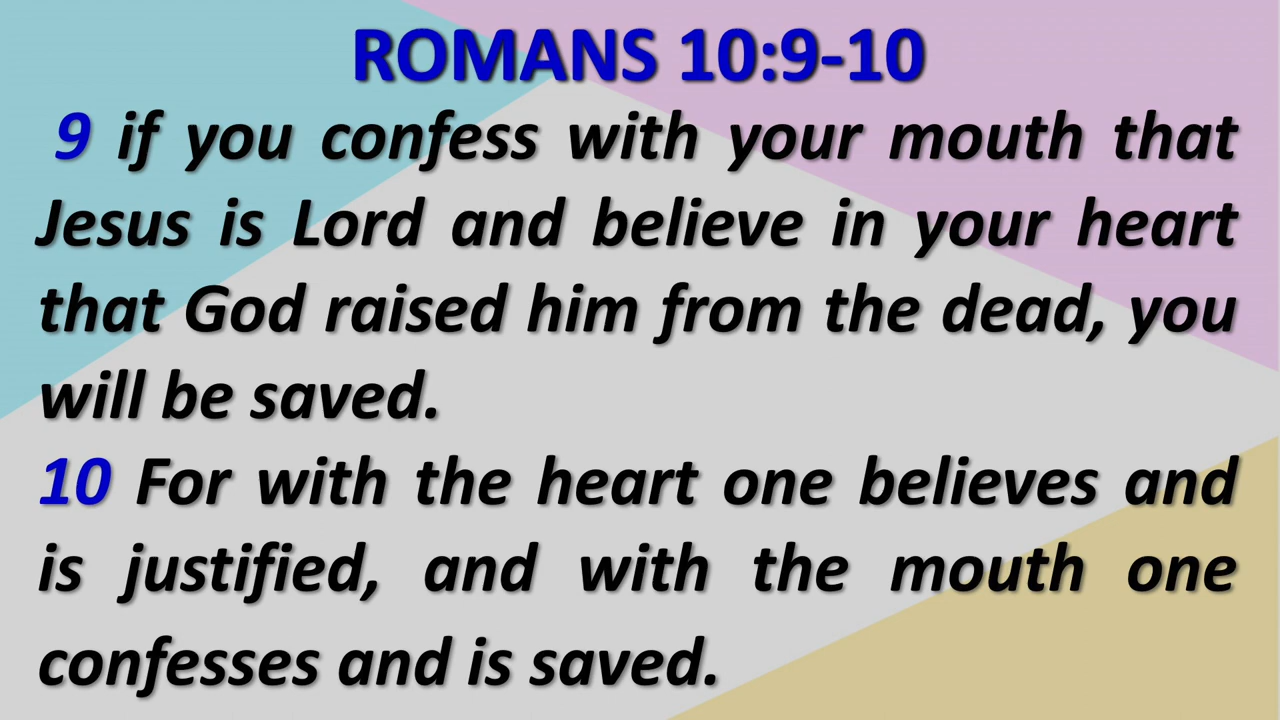 ROMANS 10:9-10
9 if you confess with your mouth that
Jesus is Lord and believe in your heart
that God raised him from the dead, you
will be saved.
10 For with the heart one believes and
is justified, and with the mouth one
confesses and is saved.